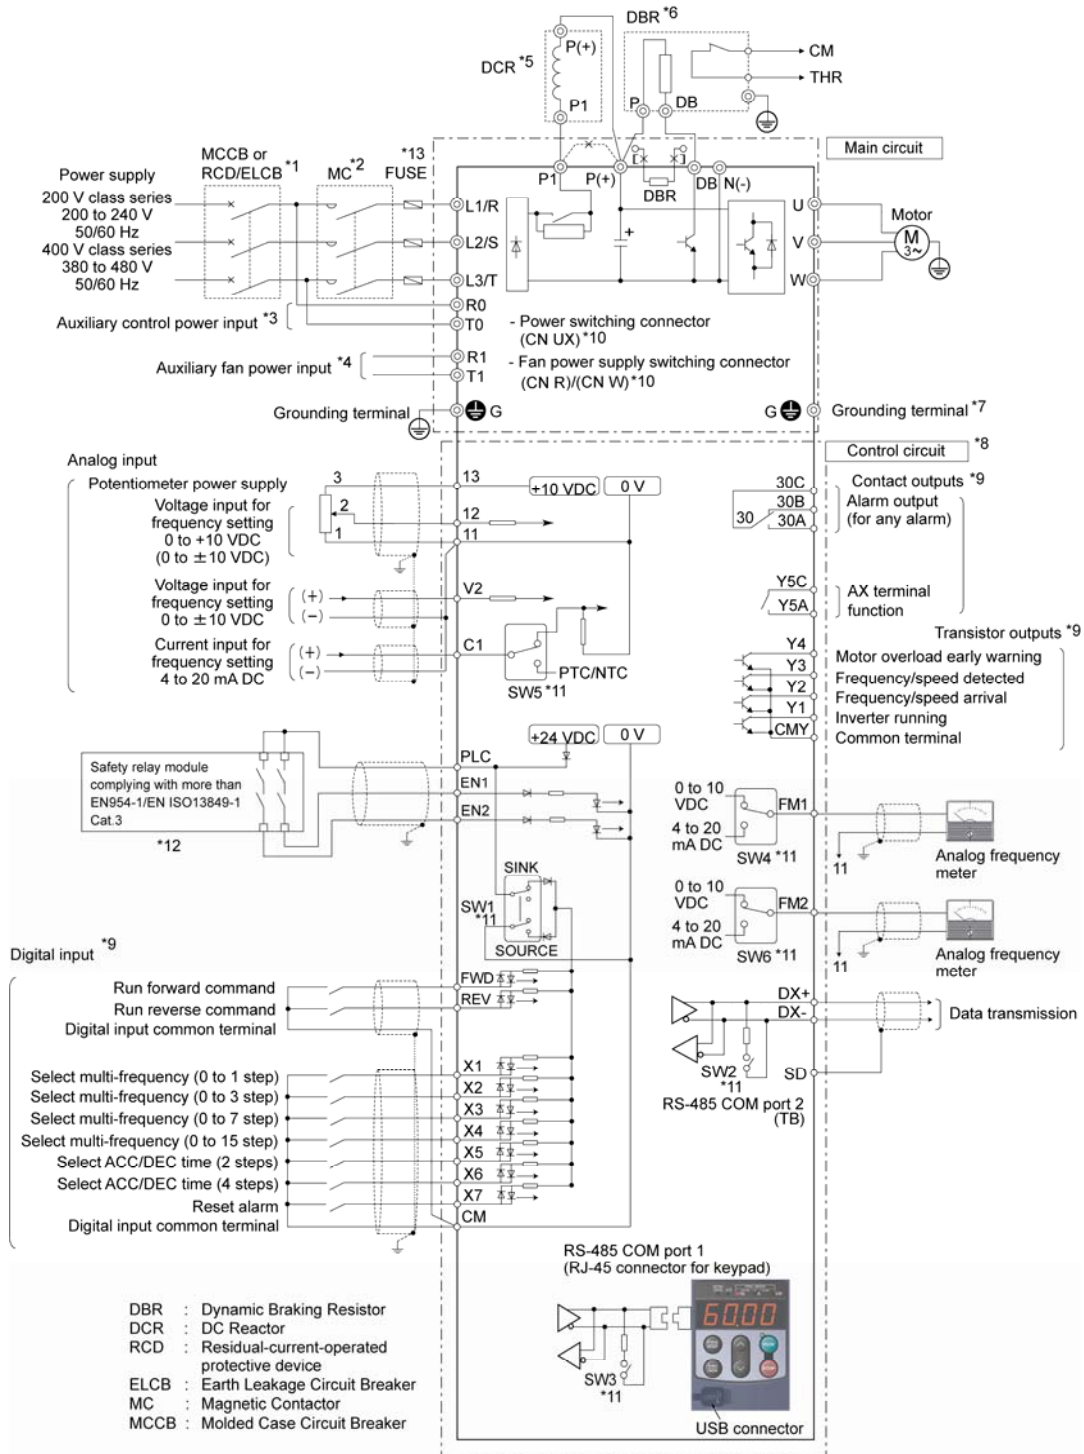 DBR *6
P(+)
DCR *5
P1
P
DB
CM
THR
Main circuit
MCCB or
RCD/ELCB *1
MC *2
*13
FUSE
P1
P(+)
DBR
DB
N(-)
Power supply
200 V class series
200 to 240 V
50/60 Hz
400 V class series
380 to 480 V
50/60 Hz
L1/R
L2/S
L3/T
+
U
V
W
Motor
M
3~
Auxiliary control power input *3
R0
T0
- Power switching connector
(CN UX) *10
Auxiliary fan power input *4
R1
T1
- Fan power supply switching connector
(CN R)/(CN W) *10
Grounding terminal
G
G
Grounding terminal *7
Control circuit *8
Analog input
Potentiometer power supply
3
13
+10 VDC
0 V
Voltage input for
frequency setting
0 to +10 VDC
(0 to ±10 VDC)
2
1
12
11
Voltage input for
frequency setting
0 to ±10 VDC
(+)
(-)
V2
Current input for
frequency setting
4 to 20 mA DC
(+)
(-)
C1
PTC/NTC
SW5 *11
30C
30B
30
30A
Contact outputs *9
Alarm output
(for any alarm)
Y5C
Y5A
AX terminal
function
Transistor outputs *9
Y4
Motor overload early warning
Y3
Frequency/speed detected
Y2
Frequency/speed arrival
Y1
Inverter running
CMY
Common terminal
+24 VDC
0 V
PLC
EN1
EN2
Safety relay module
complying with more than
EN954-1/EN ISO13849-1
Cat.3
*12
0 to 10
VDC
4 to 20
mA DC
FM1
SW4 *11
11
Analog frequency
meter
0 to 10
VDC
4 to 20
mA DC
FM2
SW6 *11
11
Analog frequency
meter
SINK
SW1
*11
SOURCE
Digital input *9
Run forward command
FWD
Run reverse command
REV
Digital input common terminal
DX+
DX-
Data transmission
SW2
*11
SD
RS-485 COM port 2
(TB)
Select multi-frequency (0 to 1 step)
X1
Select multi-frequency (0 to 3 step)
X2
Select multi-frequency (0 to 7 step)
X3
Select multi-frequency (0 to 15 step)
X4
Select ACC/DEC time (2 steps)
X5
Select ACC/DEC time (4 steps)
X6
Reset alarm
X7
Digital input common terminal
CM
RS-485 COM port 1
(RJ-45 connector for keypad)
60.00
SW3
*11
USB connector
DBR : Dynamic Braking Resistor
DCR : DC Reactor
RCD : Residual-current-operated
protective device
ELCB : Earth Leakage Circuit Breaker
MC : Magnetic Contactor
MCCB : Molded Case Circuit Breaker